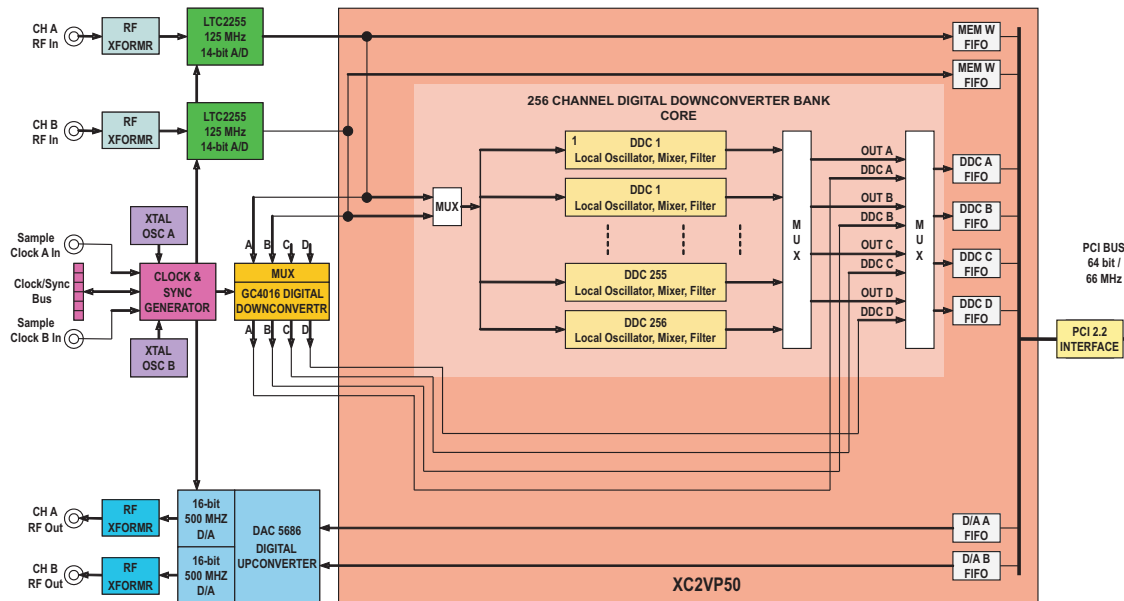 CH A
RF In
RF
XFORMR
LTC2255
125 MHz
14-bit A/D
MEM W
FIFO
MEM W
FIFO
CH B
RF In
RF
XFORMR
LTC2255
125 MHz
14-bit A/D
256 CHANNEL DIGITAL DOWNCONVERTER BANK
CORE
1
DDC 1
Local Oscillator, Mixer, Filter
DDC 1
Local Oscillator, Mixer, Filter
DDC 255
Local Oscillator, Mixer, Filter
DDC 256
Local Oscillator, Mixer, Filter
MUX
M
U
X
OUT A
DDC A
OUT B
DDC B
OUT C
DDC C
OUT D
DDC D
M
U
X
DDC A
FIFO
DDC B
FIFO
DDC C
FIFO
DDC D
FIFO
PCI BUS
64 bit /
66 MHz
PCI 2.2
INTERFACE
XTAL
OSC A
Sample
Clock A In
Clock/Sync
Bus
Sample
Clock B In
CLOCK &
SYNC
GENERATOR
XTAL
OSC B
A
B
C
D
MUX
GC4016 DIGITAL
DOWNCONVERTR
A
B
C
D
CH A
RF Out
RF
XFORMR
16-bit
500 MHZ
D/A
DAC 5686
DIGITAL
UPCONVERTER
CH B
RF Out
RF
XFORMR
16-bit
500 MHZ
D/A
D/A A
FIFO
D/A B
FIFO
XC2VP50